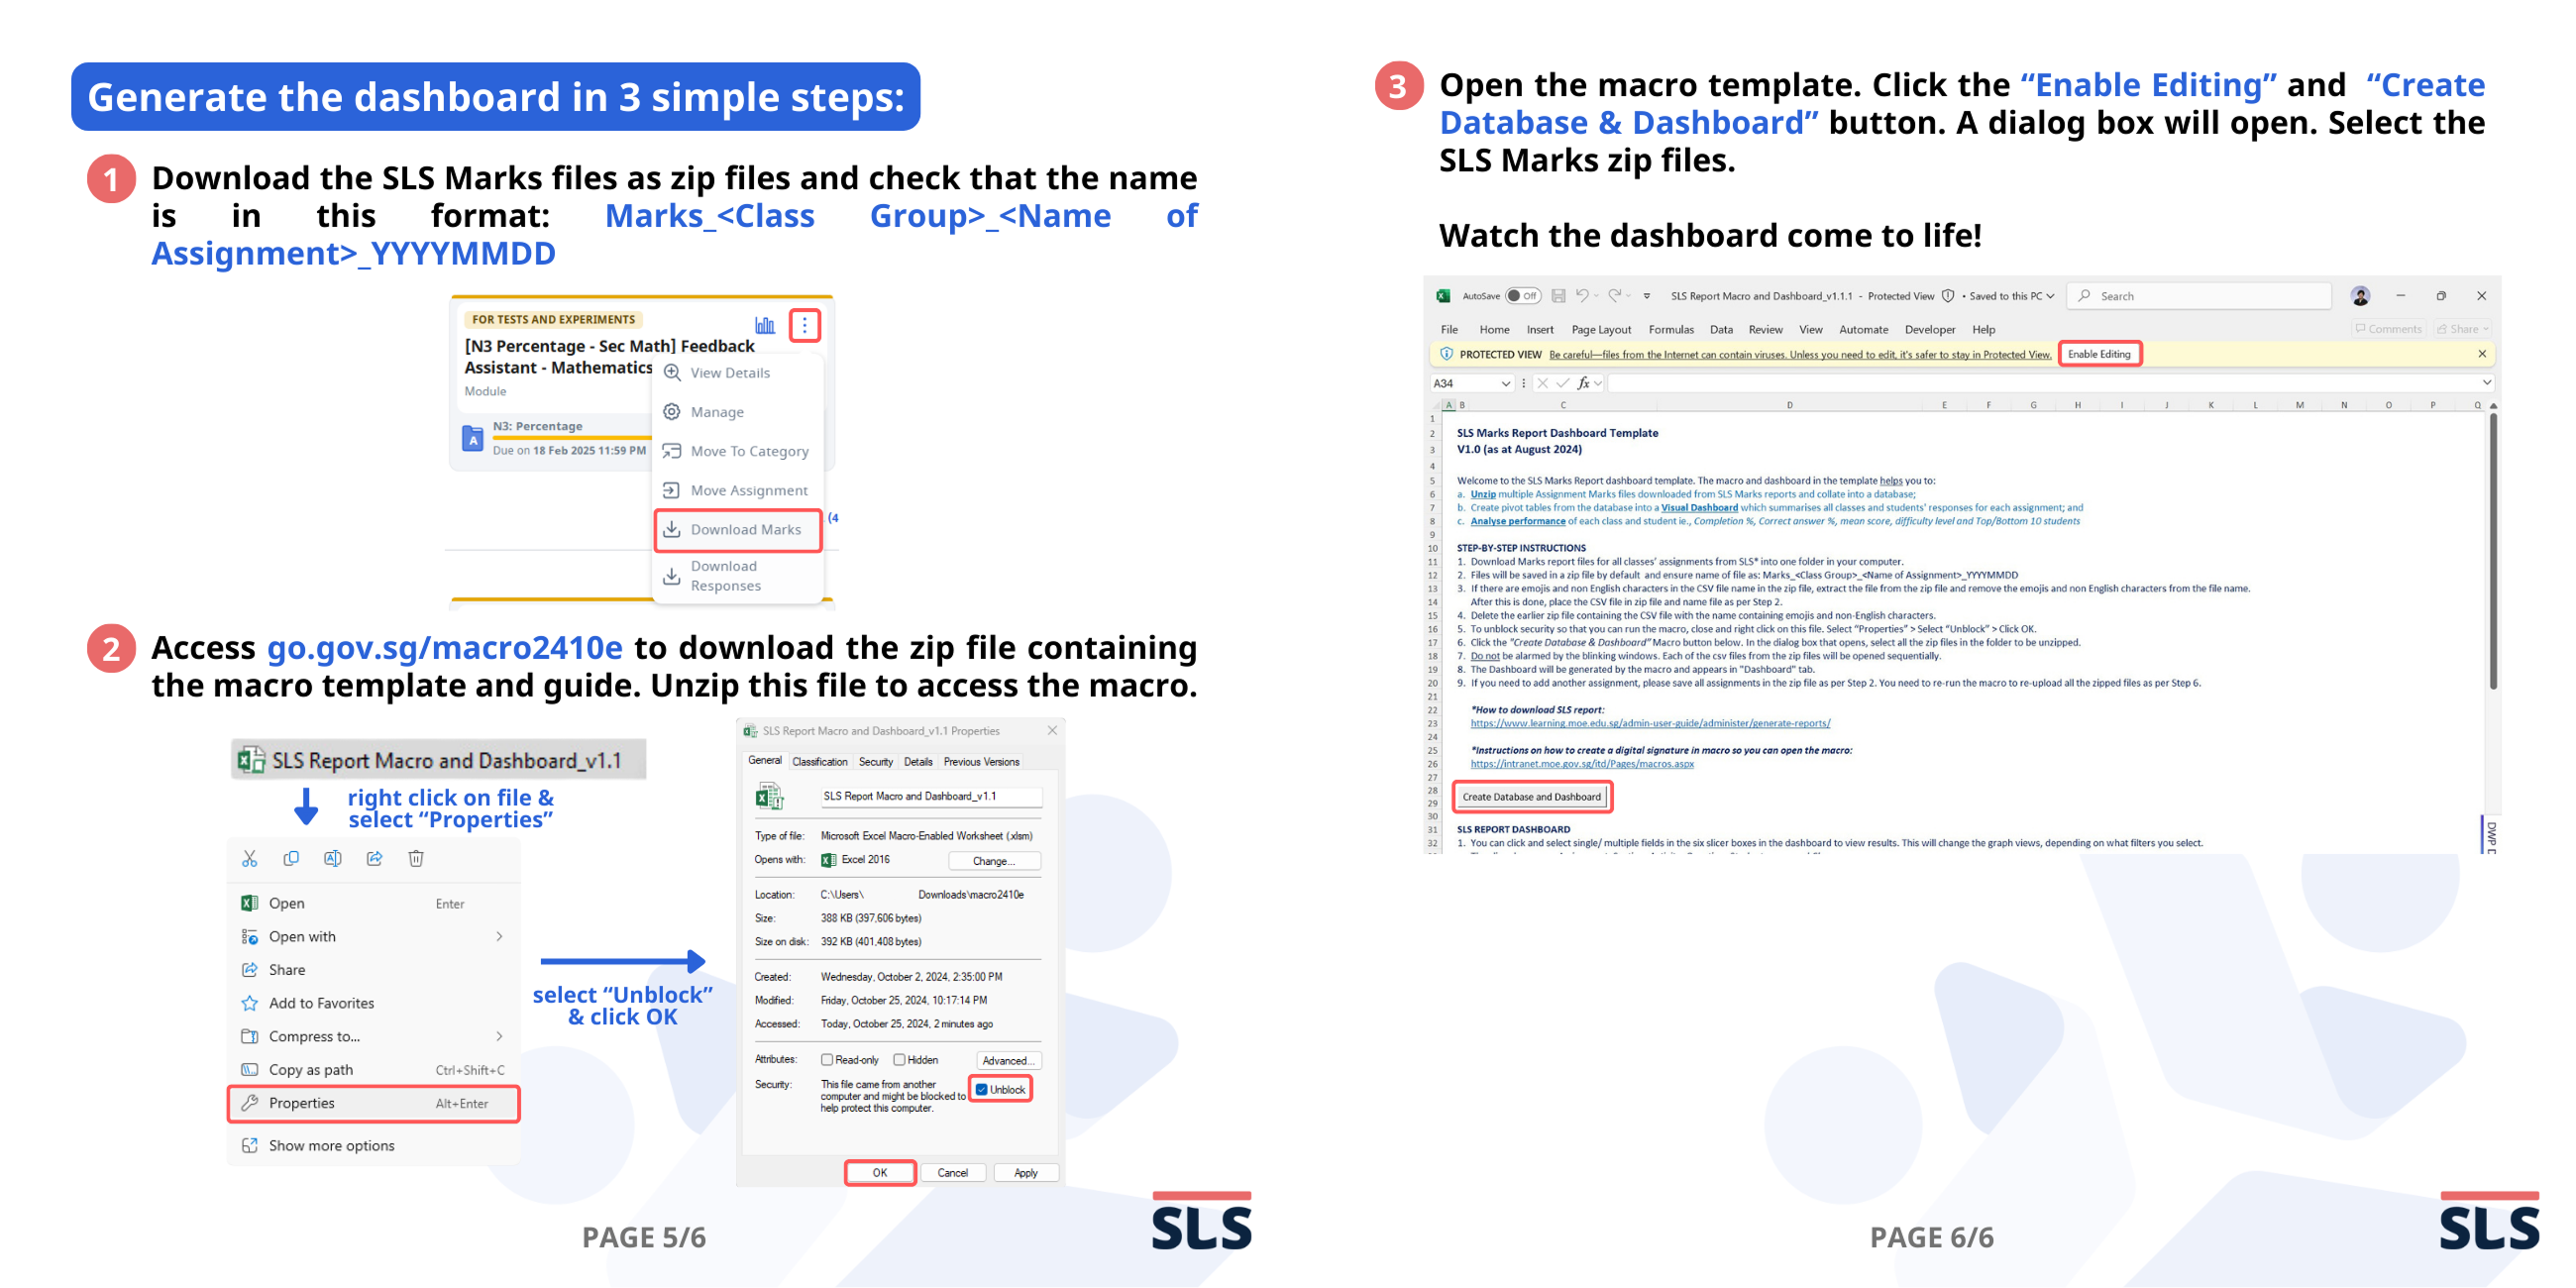 Generate the dashboard in 3 simple steps:
1
Download the SLS Marks files as zip files and check that the name
is in this format: Marks_<Class Group>_<Name of
Assignment>_YYYYMMDD
FOR TESTS AND EXPERIMENTS
[N3 Percentage - Sec Math] Feedback
Assistant - Mathematics
Module
A
N3: Percentage
Due on 18 Feb 2025 11:59 PM
View Details
Manage
Move To Category
Move Assignment
(4
Download Marks
Download
Responses
2
Access go.gov.sg/macro2410e to download the zip file containing
the macro template and guide. Unzip this file to access the macro.
SLS Report Macro and Dashboard_v1.1
right click on file &
select “Properties”
Open Enter
Open with
Share
Add to Favorites
Compress to...
Copy as path Ctrl+Shift+C
Properties Alt+Enter
Show more options
select “Unblock”
& click OK
SLS Report Macro and Dashboard_v1.1 Properties
General Classification Security Details Previous Versions
SLS Report Macro and Dashboard_v1.1
Type of file: Microsoft Excel Macro-Enabled Worksheet (.xlsm)
Opens with: Excel 2016 Change...
Location: C:\Users\ Downloads\macro2410e
Size: 388 KB (397,606 bytes)
Size on disk: 392 KB (401,408 bytes)
Created: Wednesday, October 2, 2024, 2:35:00 PM
Modified: Friday, October 25, 2024, 10:17:14 PM
Accessed: Today, October 25, 2024, 2 minutes ago
Attributes: Read-only Hidden Advanced...
Security: This file came from another
computer and might be blocked to
help protect this computer.
Unblock
OK Cancel Apply
PAGE 5/6
SLS
3
Open the macro template. Click the “Enable Editing” and “Create
Database & Dashboard” button. A dialog box will open. Select the
SLS Marks zip files.
Watch the dashboard come to life!
AutoSave Off SLS Report Macro and Dashboard_v1.1.1 - Protected View • Saved to this PC Search
File Home Insert Page Layout Formulas Data Review View Automate Developer Help Comments Share
PROTECTED VIEW Be careful—files from the Internet can contain viruses. Unless you need to edit, it's safer to stay in Protected View. Enable Editing
A34 fx
A B C D E F G H I J K L M N O P Q
1
2 SLS Marks Report Dashboard Template
3 V1.0 (as at August 2024)
4
5 Welcome to the SLS Marks Report dashboard template. The macro and dashboard in the template helps you to:
6 a. Unzip multiple Assignment Marks files downloaded from SLS Marks reports and collate into a database;
7 b. Create pivot tables from the database into a Visual Dashboard which summarises all classes and students' responses for each assignment; and
8 c. Analyse performance of each class and student ie., Completion %, Correct answer %, mean score, difficulty level and Top/Bottom 10 students
9
10 STEP-BY-STEP INSTRUCTIONS
11 1. Download Marks report files for all classes' assignments from SLS* into one folder in your computer.
12 2. Files will be saved in a zip file by default and ensure name of file as: Marks_<Class Group>_<Name of Assignment>_YYYYMMDD
13 3. If there are emojis and non English characters in the CSV file name in the zip file, extract the file from the zip file and remove the emojis and non English characters from the file name.
14 After this is done, place the CSV file in zip file and name file as per Step 2.
15 4. Delete the earlier zip file containing the CSV file with the name containing emojis and non-English characters.
16 5. To unblock security so that you can run the macro, close and right click on this file. Select "Properties" > Select "Unblock" > Click OK.
17 6. Click the "Create Database & Dashboard" Macro button below. In the dialog box that opens, select all the zip files in the folder to be unzipped.
18 7. Do not be alarmed by the blinking windows. Each of the csv files from the zip files will be opened sequentially.
19 8. The Dashboard will be generated by the macro and appears in "Dashboard" tab.
20 9. If you need to add another assignment, please save all assignments in the zip file as per Step 2. You need to re-run the macro to re-upload all the zipped files as per Step 6.
21
22 *How to download SLS report:
23 https://www.learning.moe.edu.sg/admin-user-guide/administer/generate-reports/
24
25 *Instructions on how to create a digital signature in macro so you can open the macro:
26 https://intranet.moe.gov.sg/itd/Pages/macros.aspx
27
28 Create Database and Dashboard
29
30
31 SLS REPORT DASHBOARD
32 1. You can click and select single/ multiple fields in the six slicer boxes in the dashboard to view results. This will change the graph views, depending on what filters you select.
PAGE 6/6
SLS